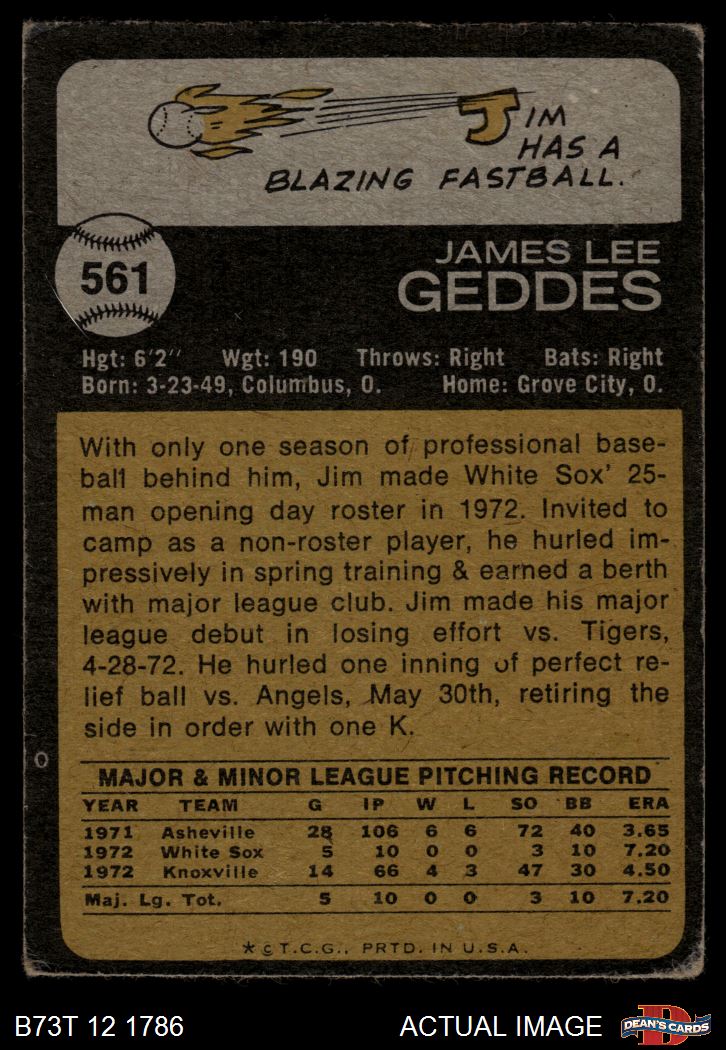 JIM
HAS A
BLAZING FASTBALL.
561
JAMES LEE
GEDDES
Hgt: 6'2" Wgt: 190 Throws: Right Bats: Right
Born: 3-23-49, Columbus, O. Home: Grove City, O.
With only one season of professional base-
ball behind him, Jim made White Sox' 25-
man opening day roster in 1972. Invited to
camp as a non-roster player, he hurled im-
pressively in spring training & earned a berth
with major league club. Jim made his major
league debut in losing effort vs. Tigers,
4-28-72. He hurled one inning of perfect re-
lief ball vs. Angels, May 30th, retiring the
side in order with one K.
O
MAJOR & MINOR LEAGUE PITCHING RECORD
YEAR TEAM G IP W L SO BB ERA
1971 Asheville 28 106 6 6 72 40 3.65
1972 White Sox 5 10 0 0 3 10 7.20
1972 Knoxville 14 66 4 3 47 30 4.50
Maj. Lg. Tot. 5 10 0 0 3 10 7.20
* © T.C.G., PRTD. IN U.S.A.
B73T 12 1786 ACTUAL IMAGE D DEAN'S CARDS